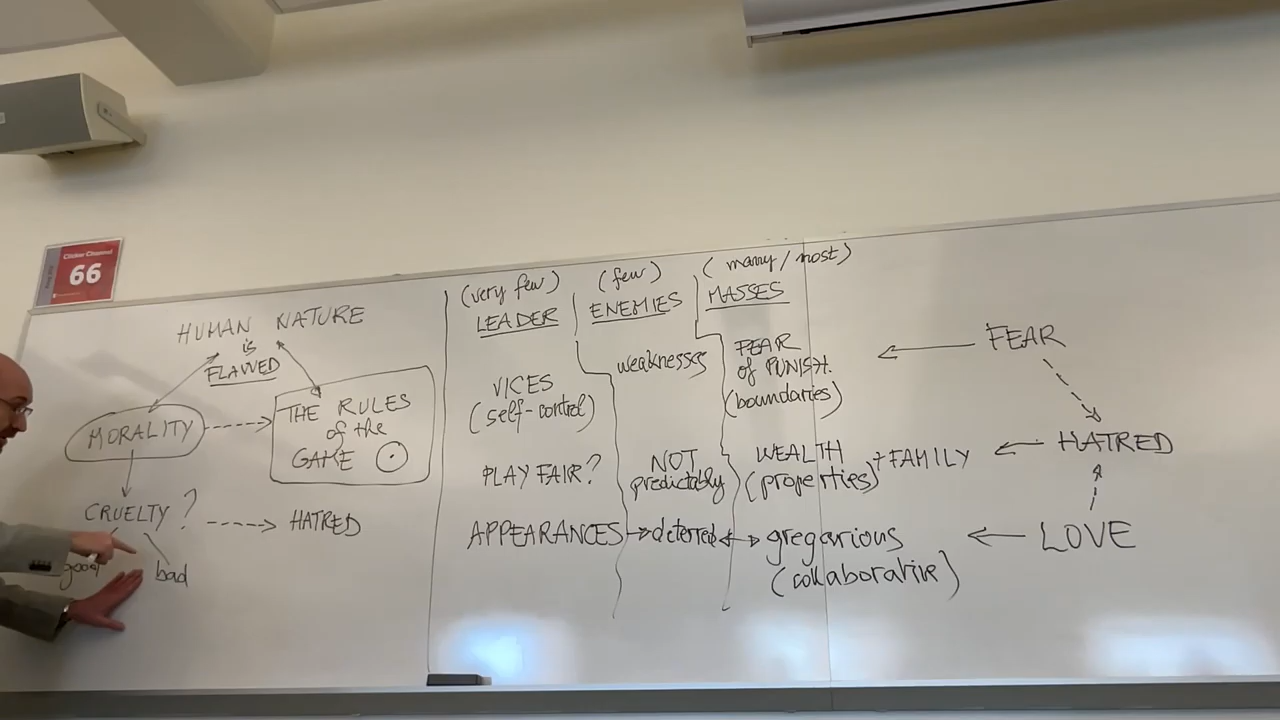 Clicker Channel
66
HUMAN NATURE
is
FLAWED
MORALITY
THE RULES
of the
GAME
CRUELTY?
HATRED
good
bad
(very few)
LEADER
VICES
(self-control)
PLAY FAIR?
APPEARANCES
(few)
ENEMIES
weaknesses
NOT
predictably
deterred
(many/most)
MASSES
FEAR
of PUNISH.
(boundaries)
WEALTH + FAMILY
(properties)
gregarious
(collaborative)
FEAR
HATRED
LOVE